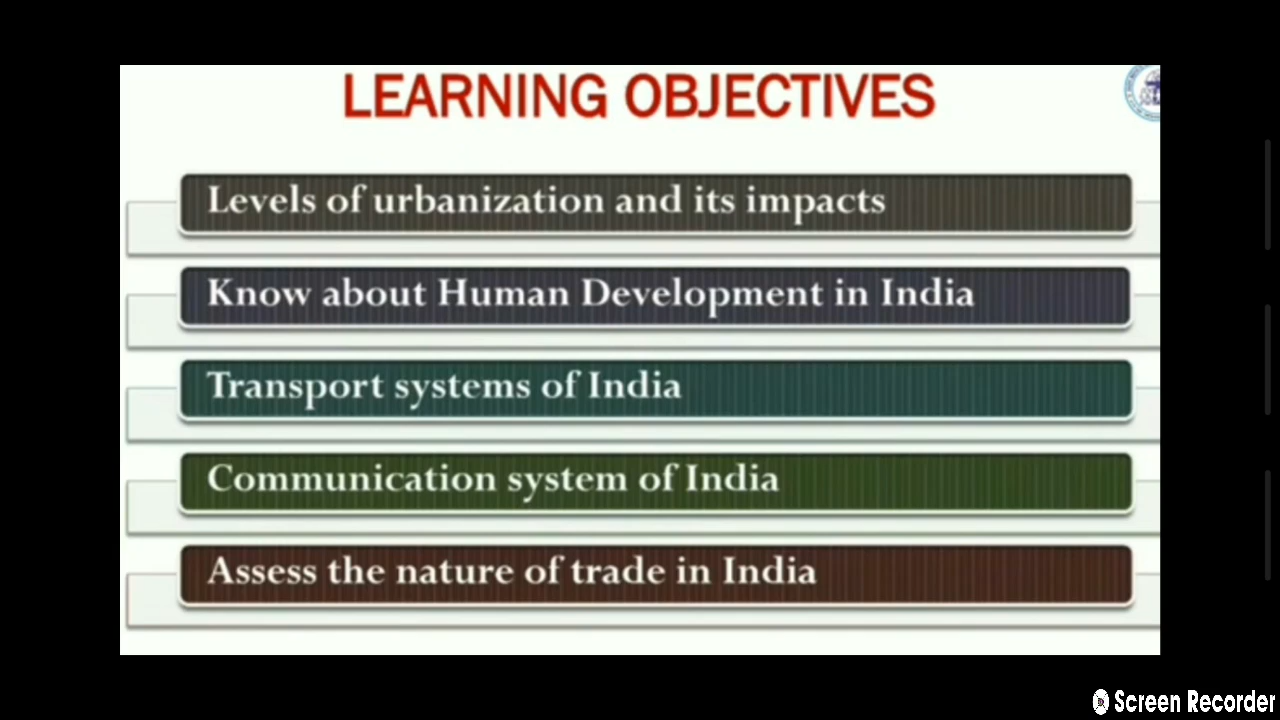 LEARNING OBJECTIVES
Levels of urbanization and its impacts
Know about Human Development in India
Transport systems of India
Communication system of India
Assess the nature of trade in India
Screen Recorder